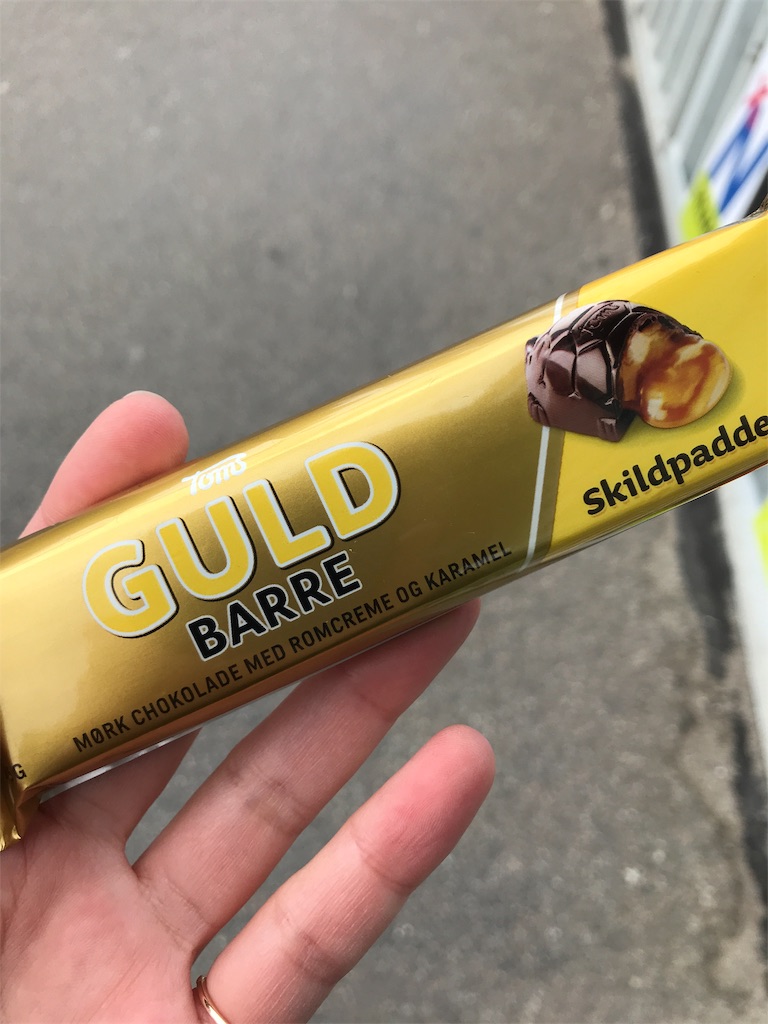 Toms
GULD
BARRE
MØRK CHOKOLADE MED ROMCREME OG KARAMEL
Skildpadde
G